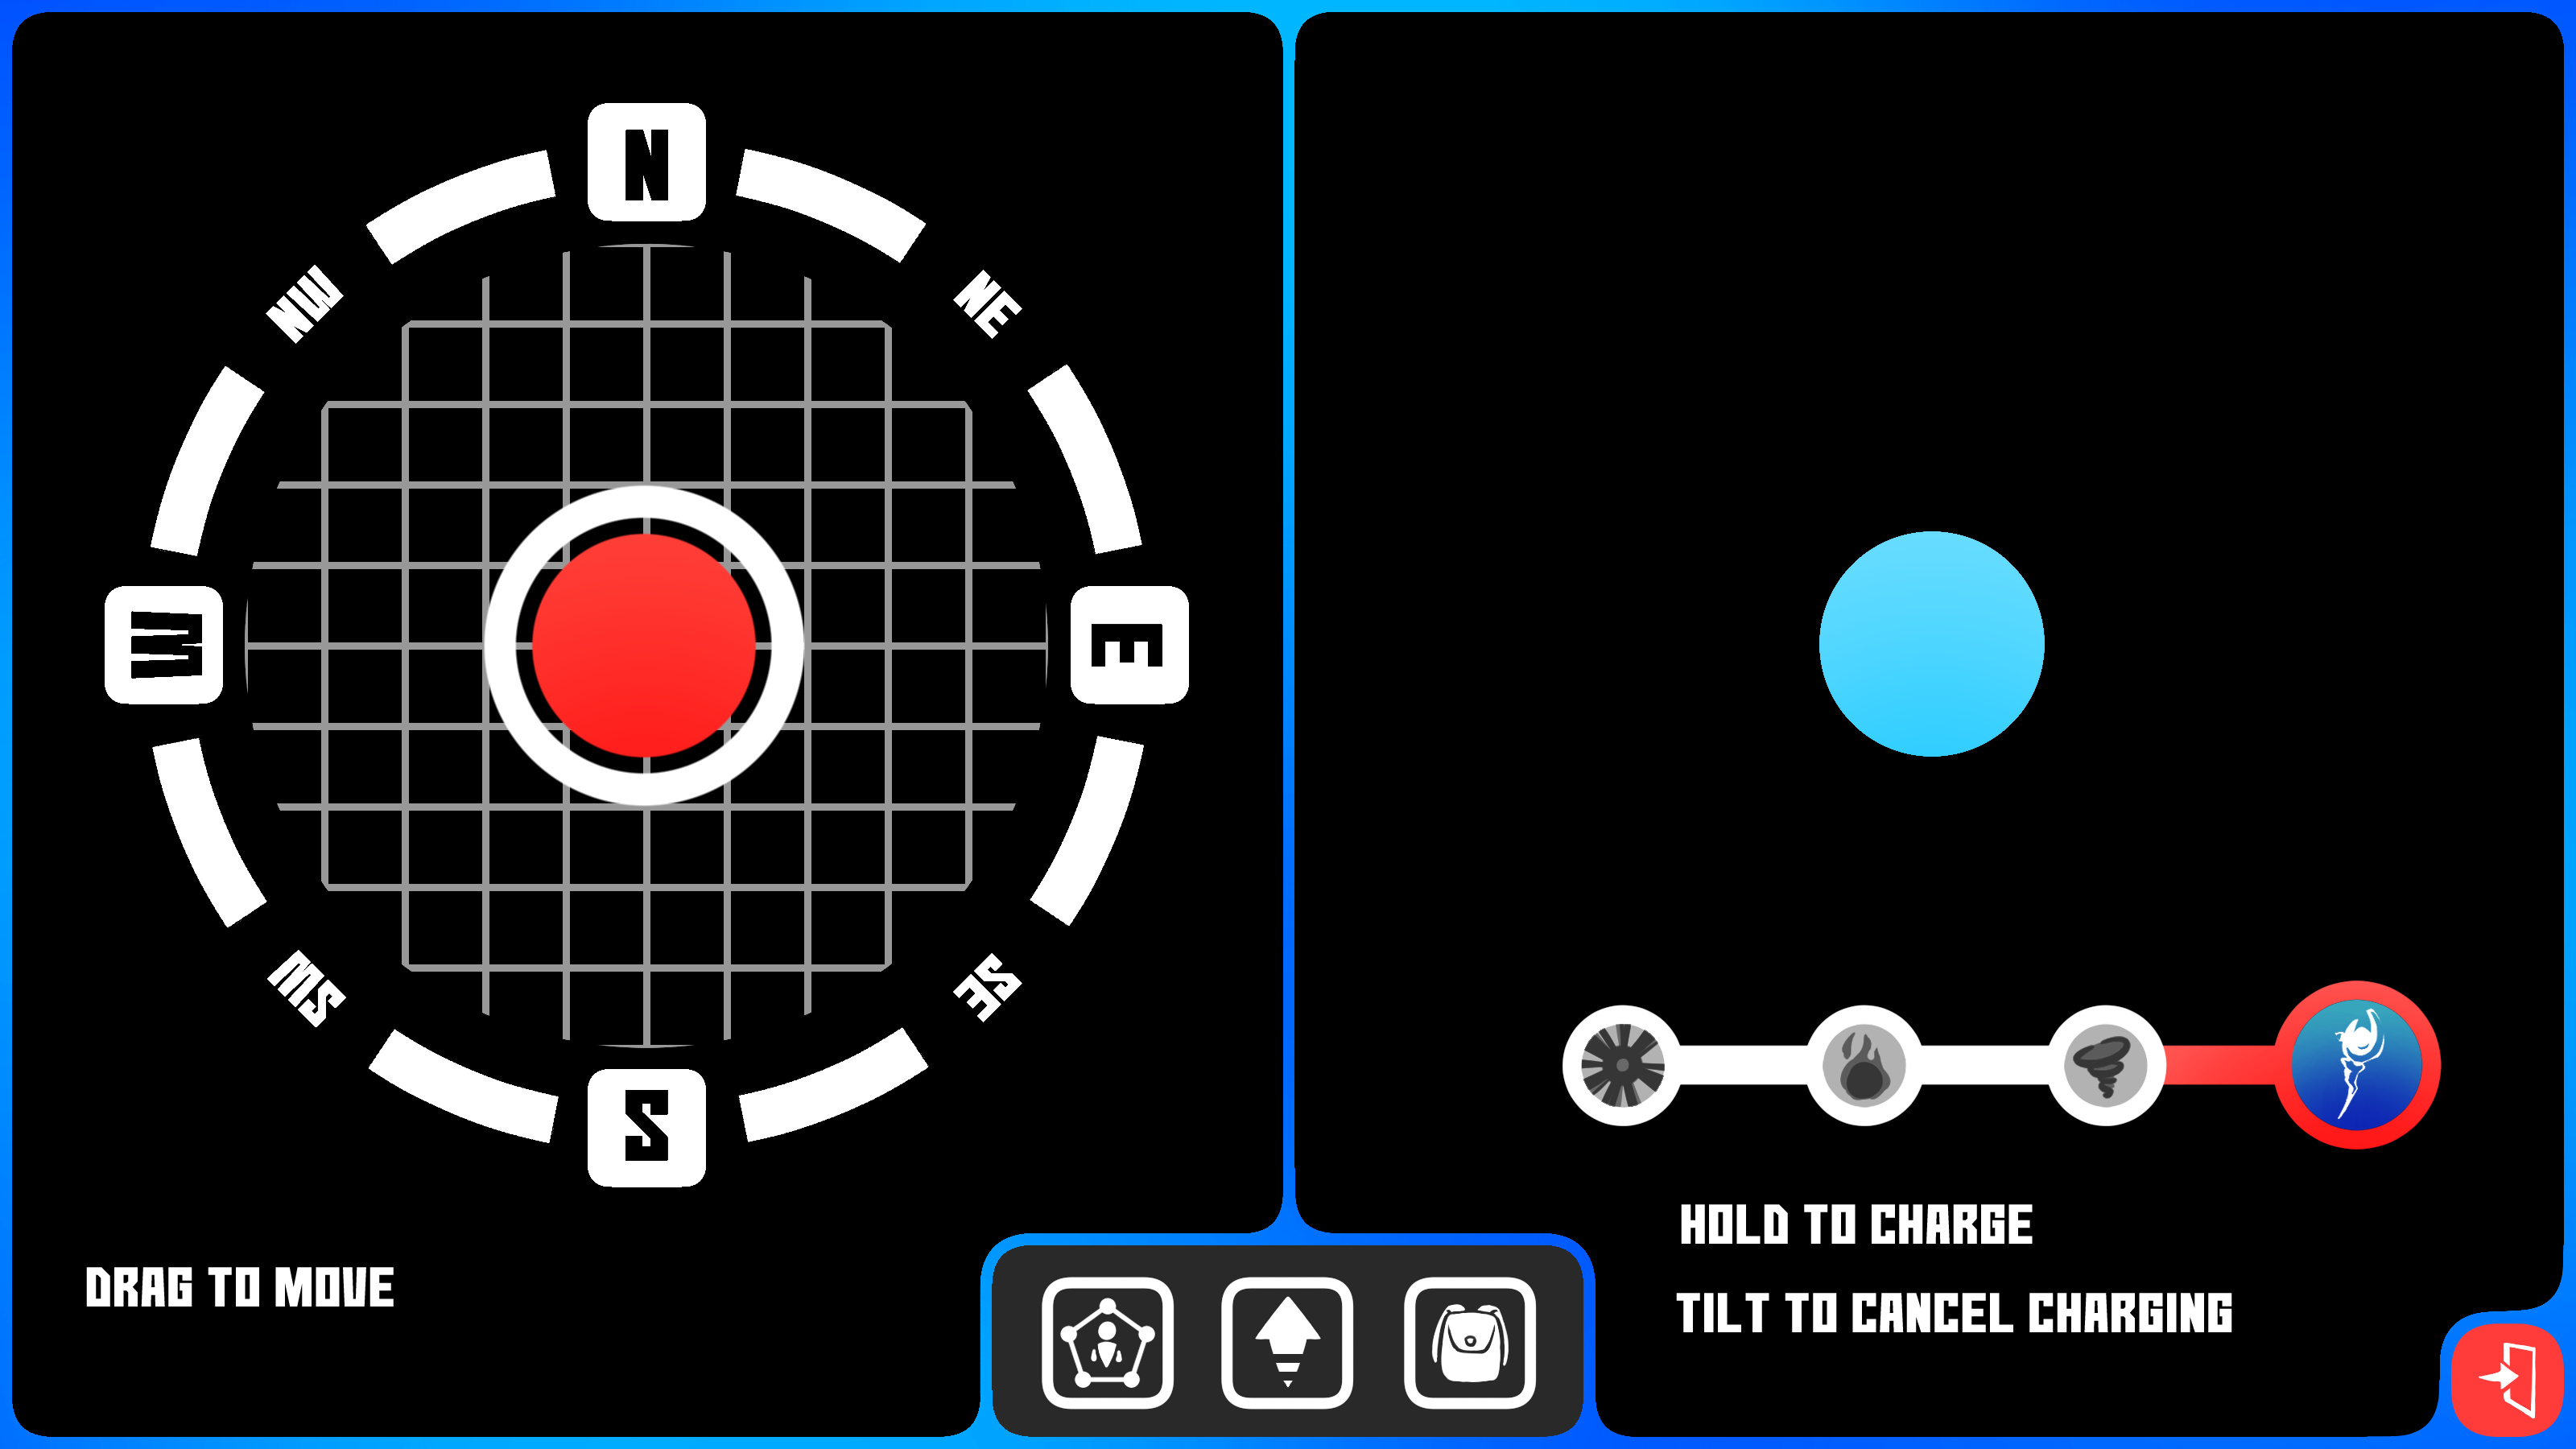 N
NW
NE
W
E
SW
SE
S
DRAG TO MOVE
HOLD TO CHARGE
TILT TO CANCEL CHARGING